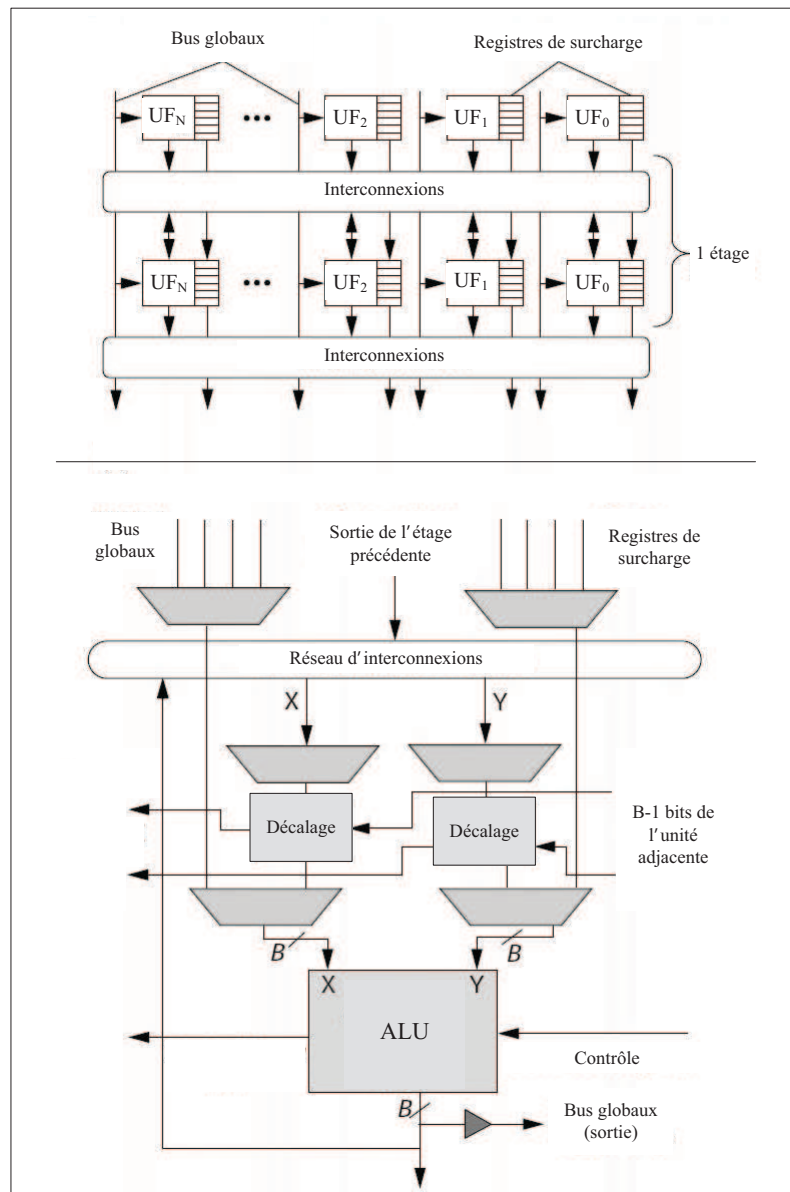 Bus globaux
Registres de surcharge
UF_N ••• UF_2 UF_1 UF_0
Interconnexions
1 étage
UF_N ••• UF_2 UF_1 UF_0
Interconnexions
Bus
globaux
Sortie de l'étage
précédente
Registres de
surcharge
Réseau d'interconnexions
X
Y
Décalage
Décalage
B-1 bits de
l'unité
adjacente
B
B
X
Y
ALU
Contrôle
B
Bus globaux
(sortie)